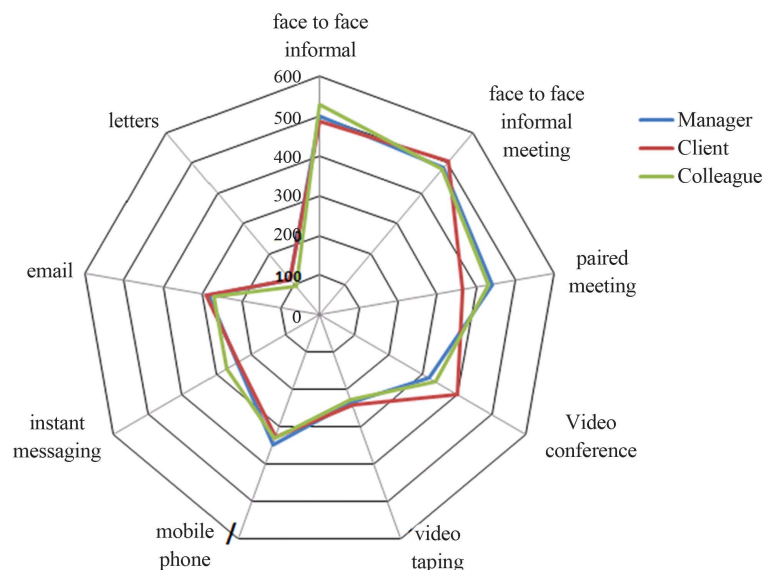 face to face
informal
600
500
400
300
200
100
0
face to face
informal
meeting
paired
meeting
Video
conference
video
taping
mobile
phone
instant
messaging
email
letters
Manager
Client
Colleague